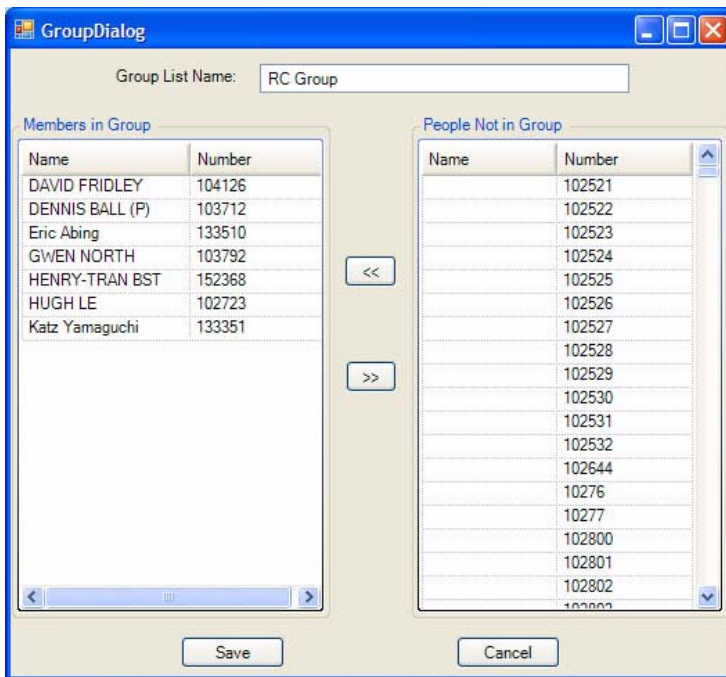 GroupDialog
Group List Name: RC Group
Members in Group
Name Number
DAVID FRIDLEY 104126
DENNIS BALL (P) 103712
Eric Abing 133510
GWEN NORTH 103792
HENRY-TRAN BST 152368
HUGH LE 102723
Katz Yamaguchi 133351
<<
>>
People Not in Group
Name Number
102521
102522
102523
102524
102525
102526
102527
102528
102529
102530
102531
102532
102644
10276
10277
102800
102801
102802
Save Cancel